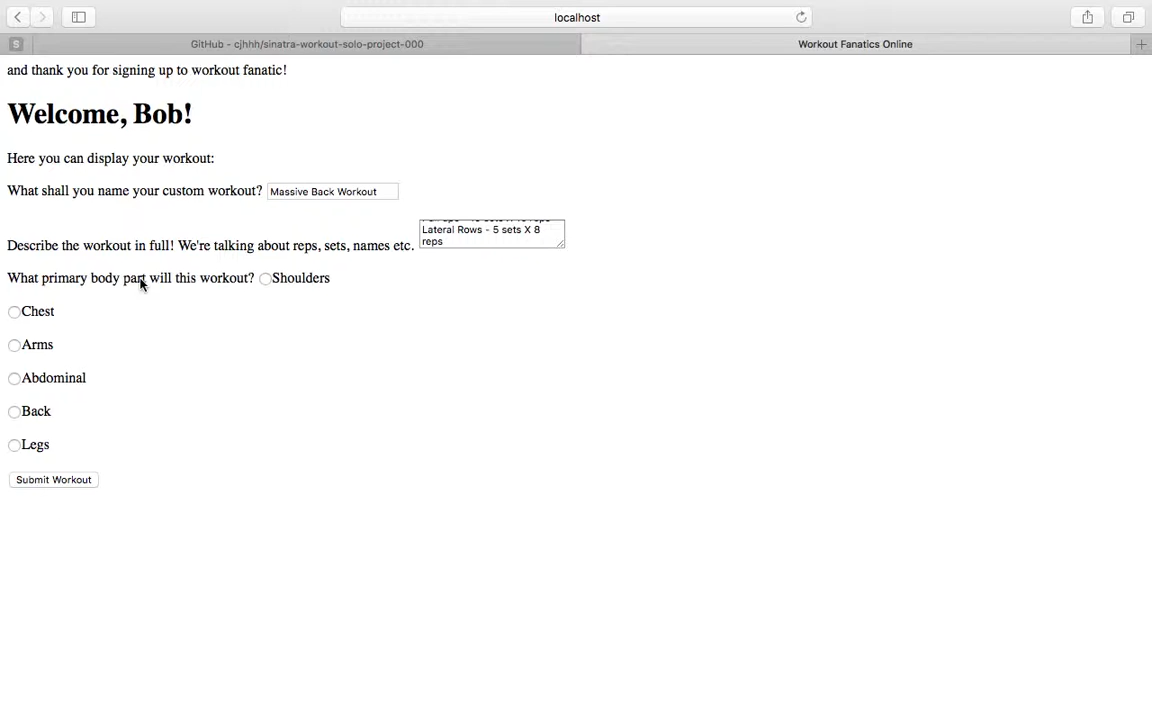 localhost
S
GitHub - cjhhh/sinatra-workout-solo-project-000
Workout Fanatics Online
and thank you for signing up to workout fanatic!
Welcome, Bob!
Here you can display your workout:
What shall you name your custom workout? Massive Back Workout
Lateral Rows - 5 sets X 8
reps
Describe the workout in full! We're talking about reps, sets, names etc.
What primary body part will this workout? Shoulders
Chest
Arms
Abdominal
Back
Legs
Submit Workout